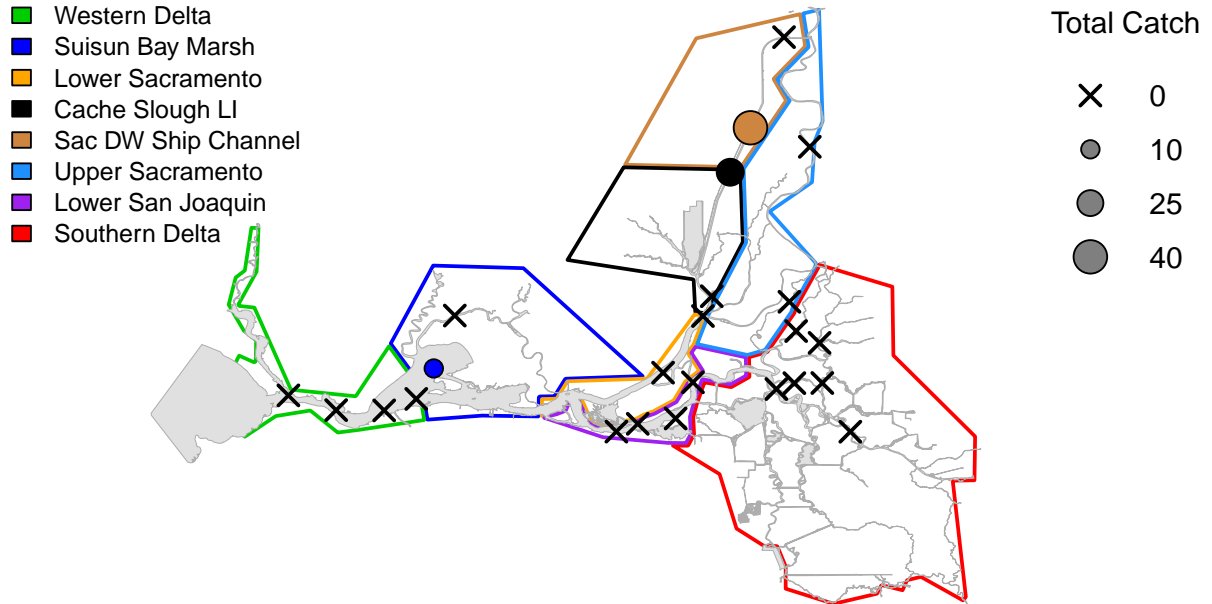 Western Delta
Suisun Bay Marsh
Lower Sacramento
Cache Slough LI
Sac DW Ship Channel
Upper Sacramento
Lower San Joaquin
Southern Delta
Total Catch
0
10
25
40